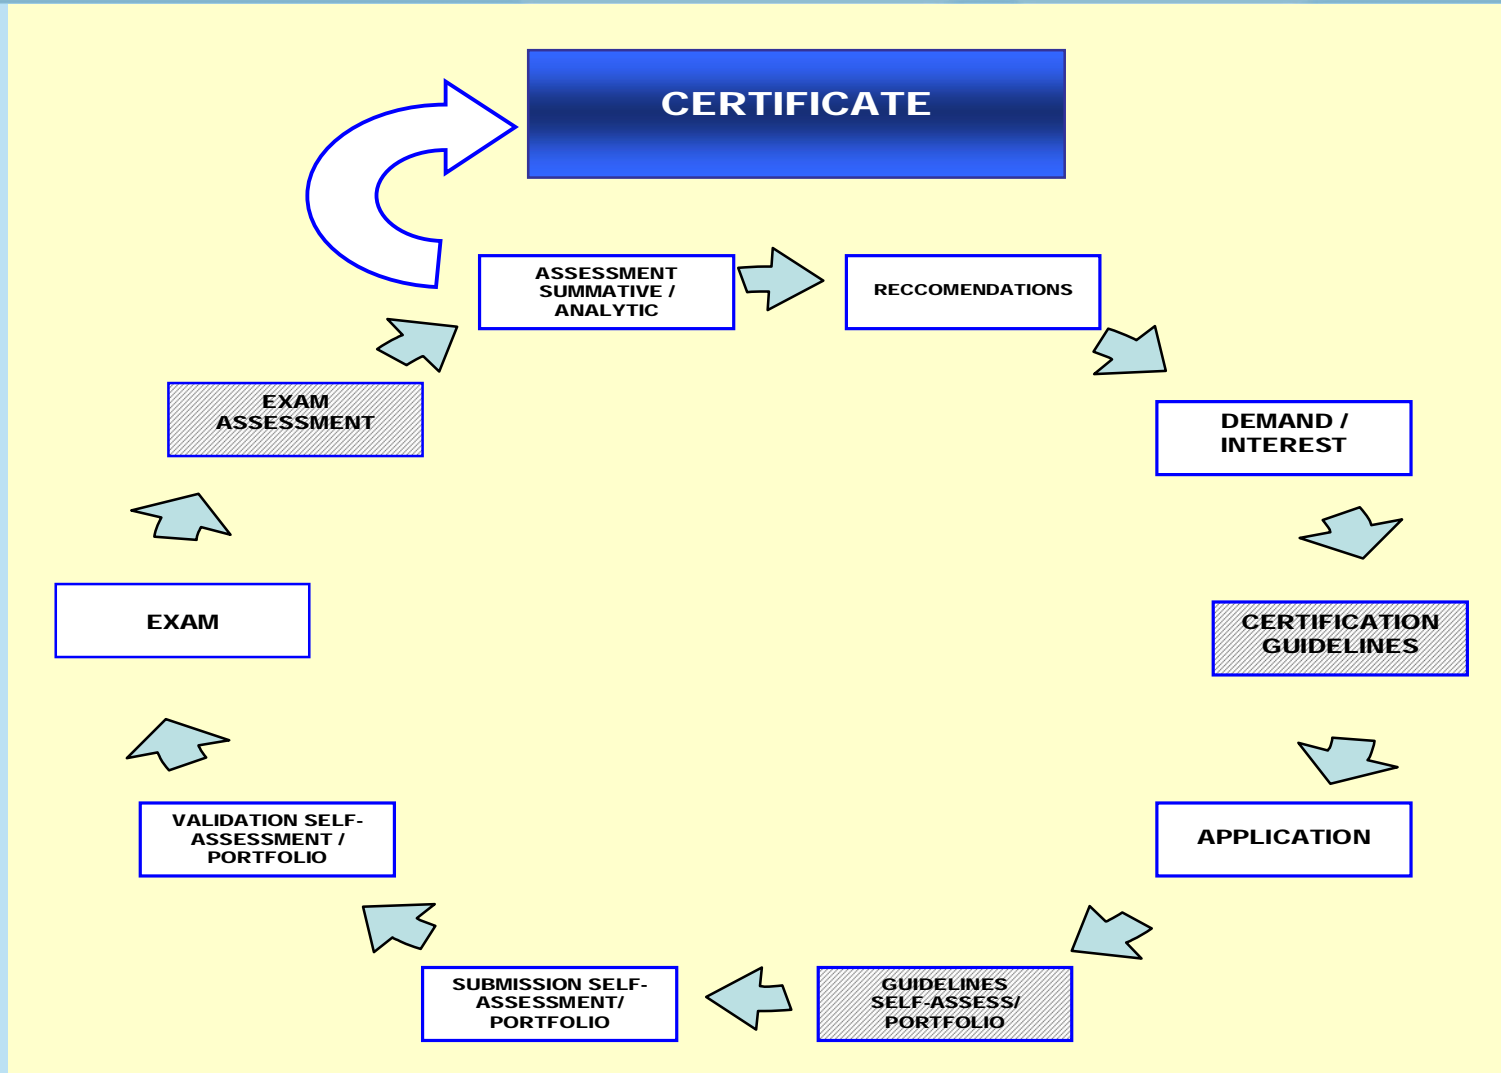 CERTIFICATE
ASSESSMENT
SUMMATIVE /
ANALYTIC
RECCOMENDATIONS
DEMAND /
INTEREST
CERTIFICATION
GUIDELINES
APPLICATION
GUIDELINES
SELF-ASSESS/
PORTFOLIO
SUBMISSION SELF-
ASSESSMENT/
PORTFOLIO
VALIDATION SELF-
ASSESSMENT /
PORTFOLIO
EXAM
EXAM
ASSESSMENT